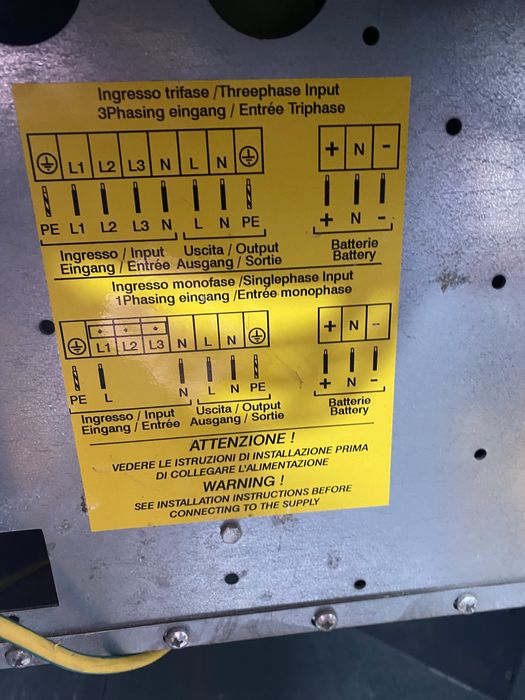 Ingresso trifase /Threephase Input
3Phasing eingang / Entrée Triphase
L1 L2 L3 N L N + N -
PE L1 L2 L3 N L N PE + N -
Ingresso / Input Uscita / Output Batterie
Eingang / Entrée Ausgang / Sortie Battery
Ingresso monofase /Singlephase Input
1Phasing eingang /Entrée monophase
L1 L2 L3 N L N + N --
PE L N L N PE + N -
Ingresso / Input Uscita / Output Batterie
Eingang / Entrée Ausgang / Sortie Battery
ATTENZIONE !
VEDERE LE ISTRUZIONI DI INSTALLAZIONE PRIMA
DI COLLEGARE L'ALIMENTAZIONE
WARNING !
SEE INSTALLATION INSTRUCTIONS BEFORE
CONNECTING TO THE SUPPLY